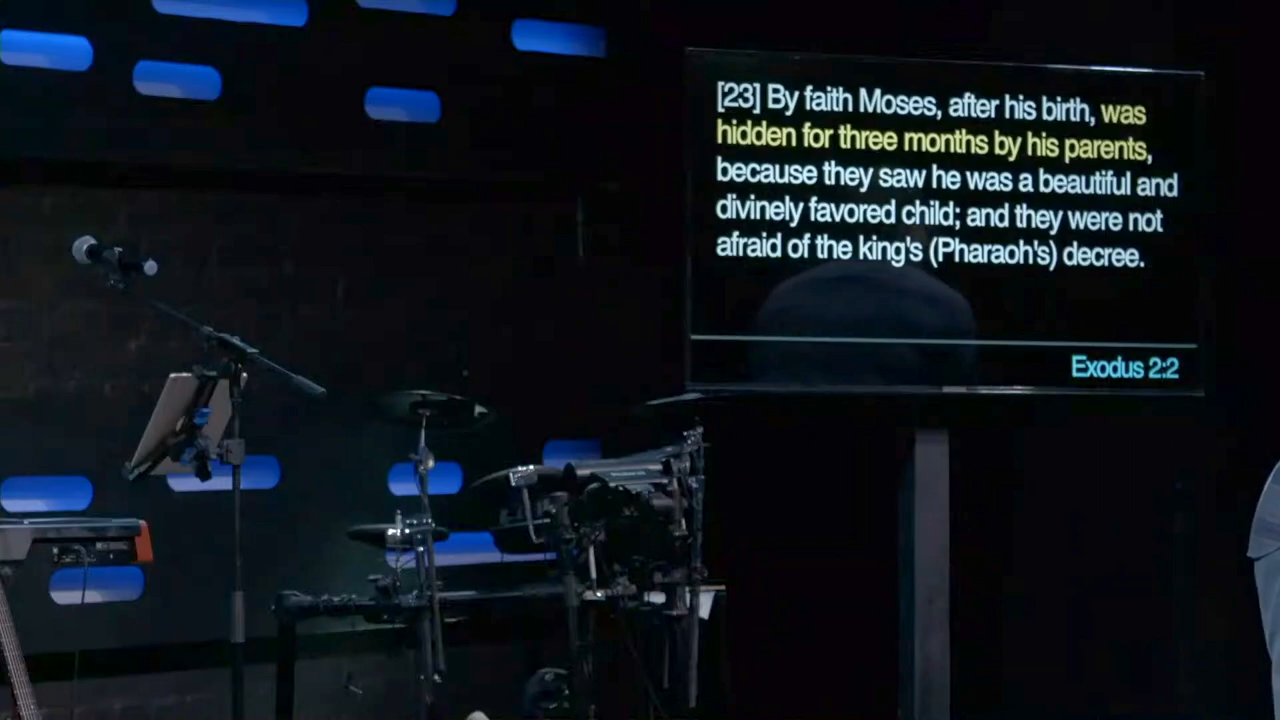 [23] By faith Moses, after his birth, was
hidden for three months by his parents,
because they saw he was a beautiful and
divinely favored child; and they were not
afraid of the king's (Pharaoh's) decree.
Exodus 2:2